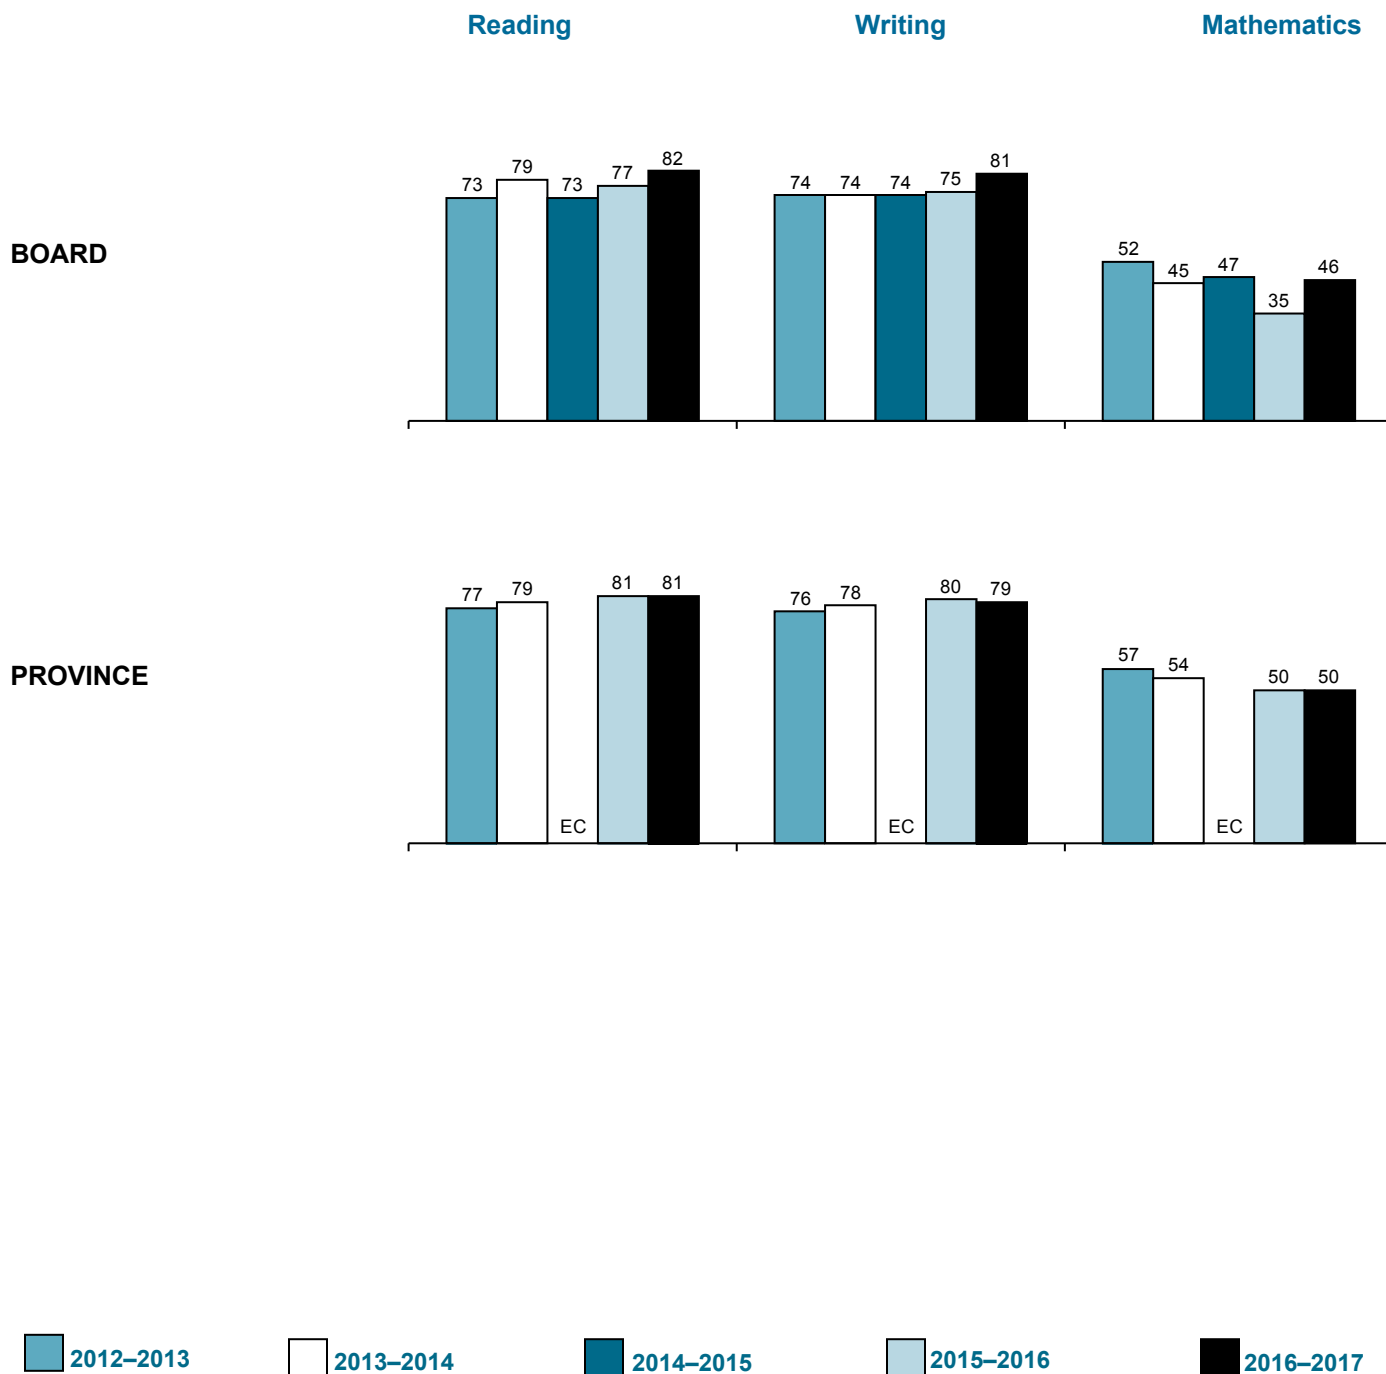 Reading Writing Mathematics
BOARD
73 79 73 77 82 74 74 74 75 81 52 45 47 35 46
PROVINCE
77 79 EC 81 81 76 78 EC 80 79 57 54 EC 50 50
2012–2013 2013–2014 2014–2015 2015–2016 2016–2017